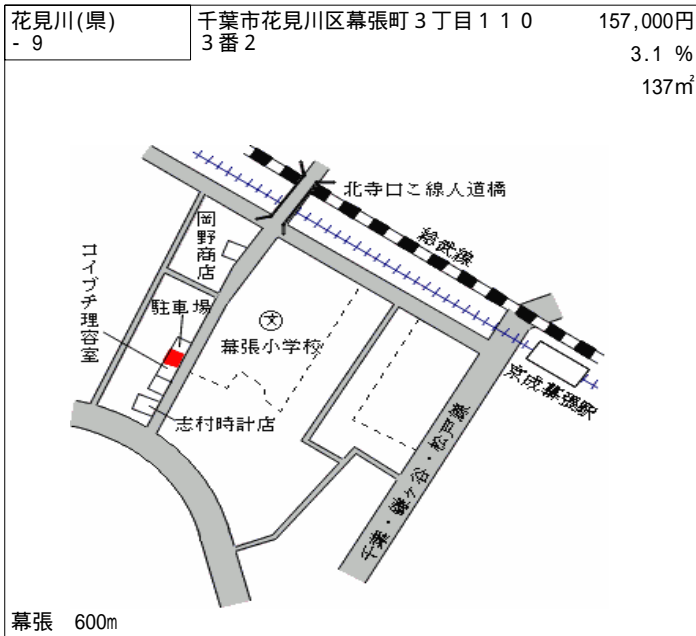 花見川(県)
- 9
千葉市花見川区幕張町３丁目１１０
３番２
157,000円
3.1 %
137㎡
北寺口こ線人道橋
総武線
岡野商店
コイブチ理容室
駐車場
文
幕張小学校
京成幕張駅
志村時計店
千葉・鎌ヶ谷・松戸線
幕張 600m